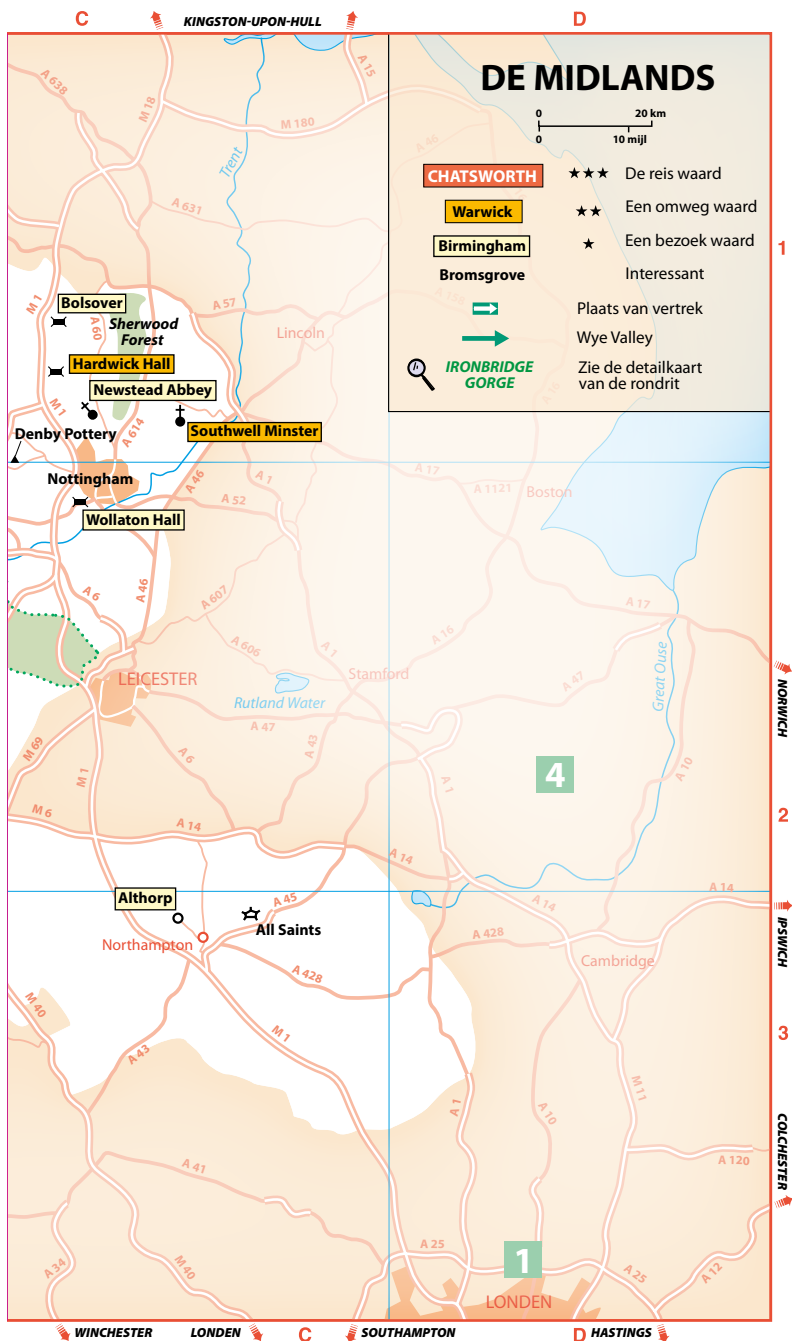 C
KINGSTON-UPON-HULL
D
DE MIDLANDS
0
20 km
0
10 mijl
CHATSWORTH
★★★
De reis waard
Warwick
★★
Een omweg waard
Birmingham
★
Een bezoek waard
Bromsgrove
Interessant
Plaats van vertrek
Wye Valley
IRONBRIDGE
GORGE
Zie de detailkaart
van de rondrit
A 638
M 18
A 15
M 180
A 46
Trent
A 631
1
M 1
Bolsover
A 57
A 60
Sherwood
Forest
Lincoln
Hardwick Hall
Newstead Abbey
M 1
A 614
Denby Pottery
Southwell Minster
Nottingham
A 46
A 1
A 17
A 1121
Boston
A 52
Wollaton Hall
A 6
A 46
A 607
A 17
A 606
A 1
A 16
Stamford
LEICESTER
Rutland Water
A 47
Great Ouse
NORWICH
A 47
A 43
M 69
M 1
A 6
A 1
4
A 10
M 6
A 14
2
A 14
Althorp
A 45
A 14
A 14
All Saints
Northampton
A 428
IPSWICH
Cambridge
A 428
M 40
M 1
3
A 43
A 1
A 10
M 11
COLCHESTER
A 41
A 120
A 34
M 40
A 25
1
A 25
A 12
LONDEN
WINCHESTER
LONDEN
C
SOUTHAMPTON
D
HASTINGS